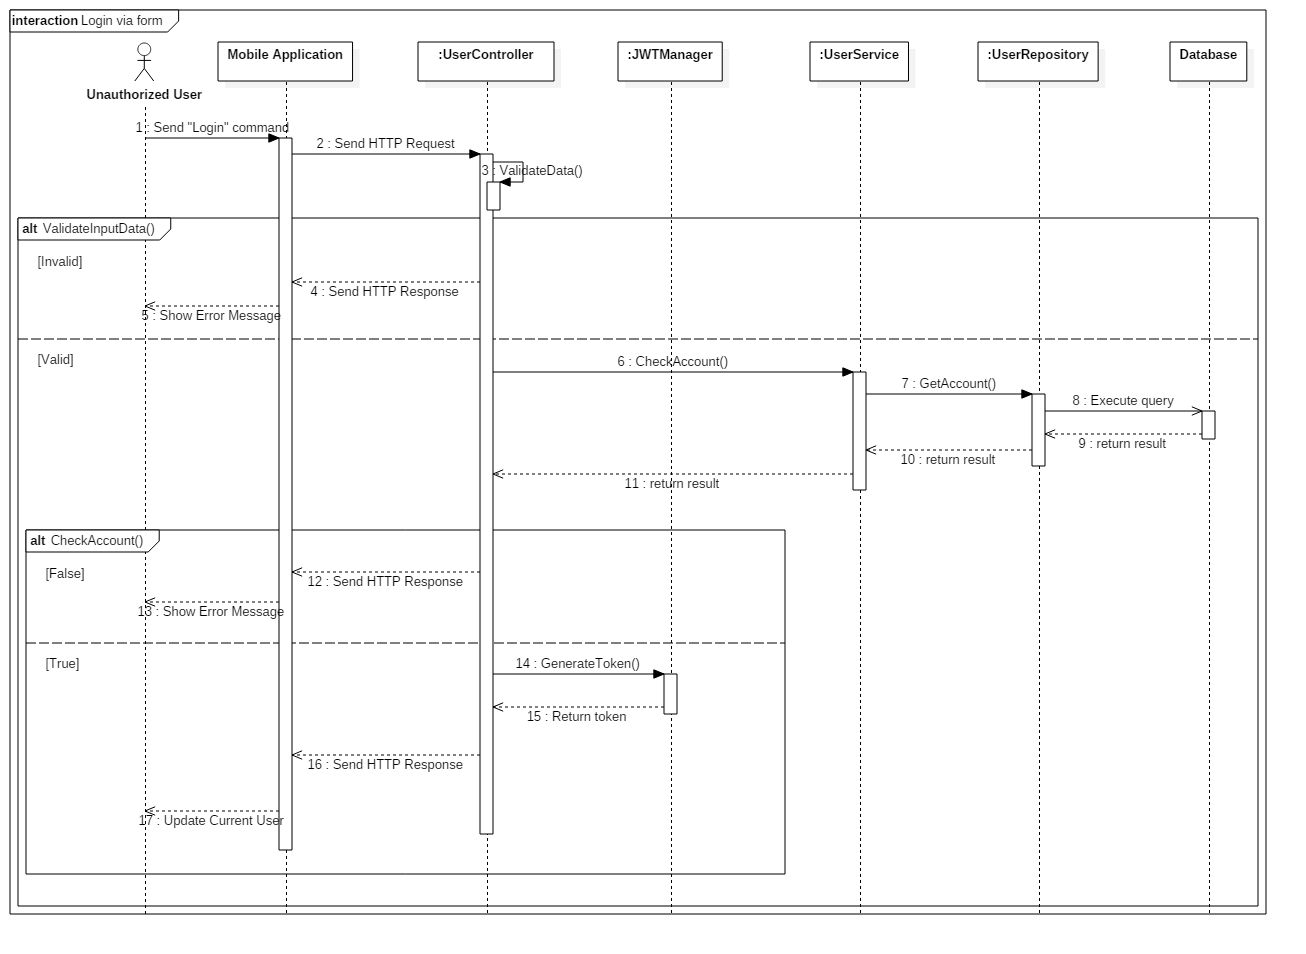 interaction Login via form
Mobile Application
:UserController
:JWTManager
:UserService
:UserRepository
Database
Unauthorized User
1 : Send "Login" command
2 : Send HTTP Request
3 : ValidateData()
alt ValidateInputData()
[Invalid]
4 : Send HTTP Response
5 : Show Error Message
[Valid]
6 : CheckAccount()
7 : GetAccount()
8 : Execute query
9 : return result
10 : return result
11 : return result
alt CheckAccount()
[False]
12 : Send HTTP Response
13 : Show Error Message
[True]
14 : GenerateToken()
15 : Return token
16 : Send HTTP Response
17 : Update Current User